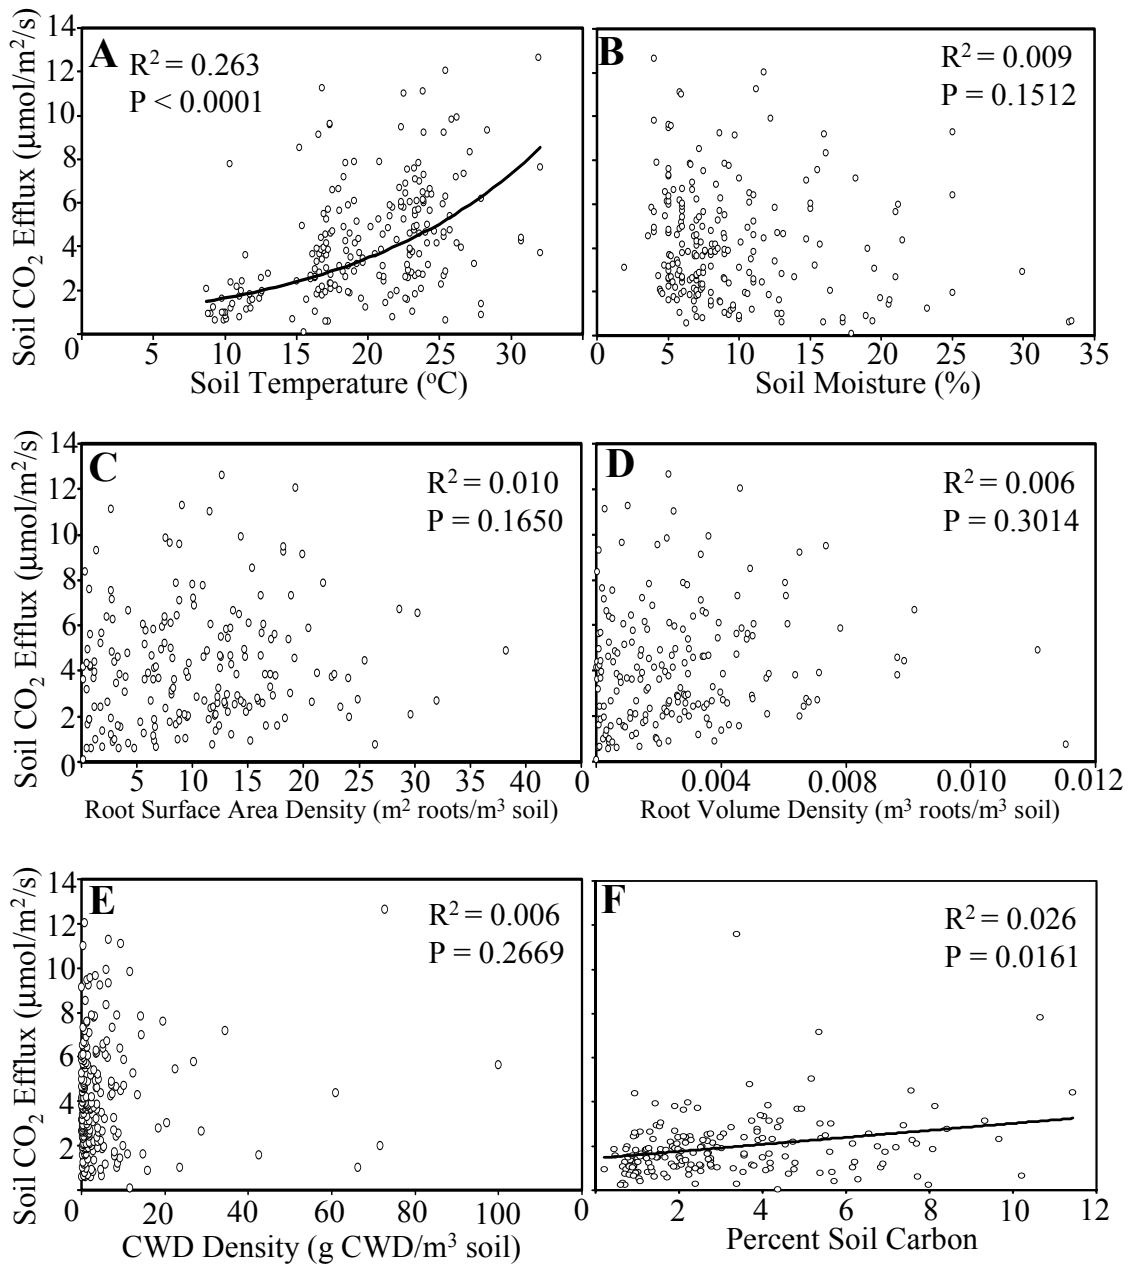 14
12
10
8
6
4
2
0
Soil CO2 Efflux (μmol/m2/s)
A
R2 = 0.263
P < 0.0001
5 10 15 20 25 30
Soil Temperature (oC)
B
R2 = 0.009
P = 0.1512
0 5 10 15 20 25 30 35
Soil Moisture (%)
14
12
10
8
6
4
2
0
Soil CO2 Efflux (μmol/m2/s)
C
R2 = 0.010
P = 0.1650
5 10 15 20 25 30 35 40
Root Surface Area Density (m2 roots/m3 soil)
D
R2 = 0.006
P = 0.3014
0 0.004 0.008 0.010 0.012
Root Volume Density (m3 roots/m3 soil)
14
12
10
8
6
4
2
0
Soil CO2 Efflux (μmol/m2/s)
E
R2 = 0.006
P = 0.2669
20 40 60 80 100
CWD Density (g CWD/m3 soil)
F
R2 = 0.026
P = 0.0161
0 2 4 6 8 10 12
Percent Soil Carbon